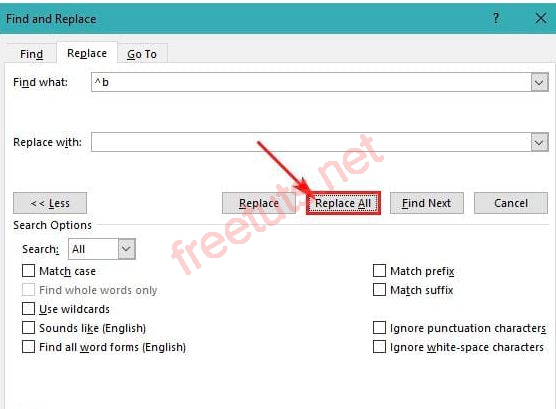 Find and Replace ? ×
Find Replace Go To
Find what: ^b
Replace with:
<< Less Replace Replace All Find Next Cancel
Search Options
Search: All
Match case Match prefix
Find whole words only Match suffix
Use wildcards
Sounds like (English) Ignore punctuation characters
Find all word forms (English) Ignore white-space characters
freetuts.net